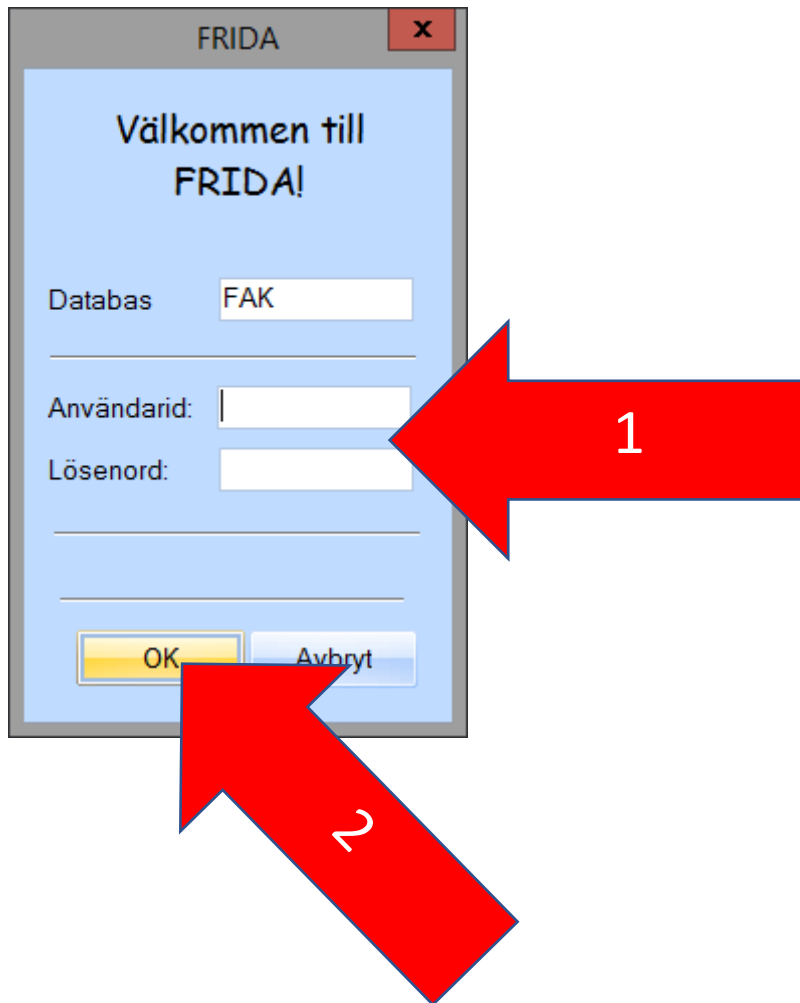 FRIDA
x
Välkommen till
FRIDA!
Databas FAK
Användarid:
1
Lösenord:
OK Avbryt
2